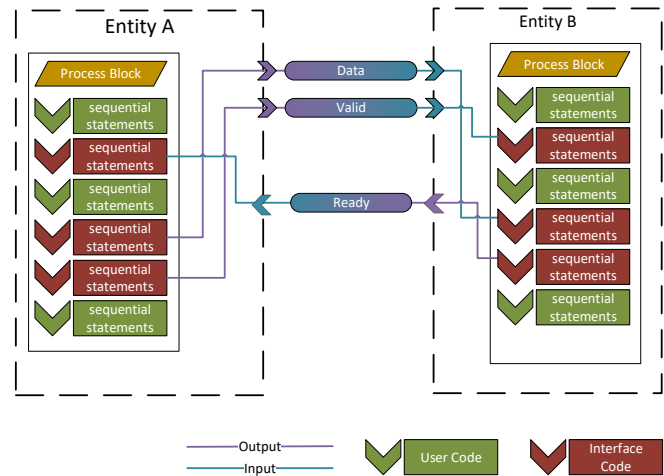 Entity A
Entity B
Process Block
sequential
statements
sequential
statements
sequential
statements
sequential
statements
sequential
statements
sequential
statements
Data
Valid
Ready
Process Block
sequential
statements
sequential
statements
sequential
statements
sequential
statements
sequential
statements
sequential
statements
Output
Input
User Code
Interface
Code